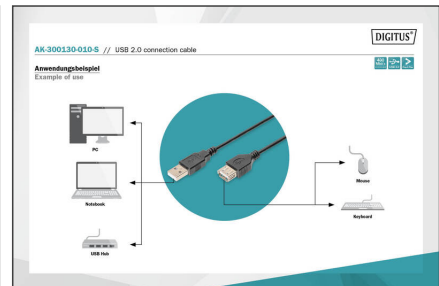 DIGITUS®
AK-300130-010-S // USB 2.0 connection cable
Anwendungsbeispiel
Example of use
PC
Notebook
USB Hub
Mouse
Keyboard